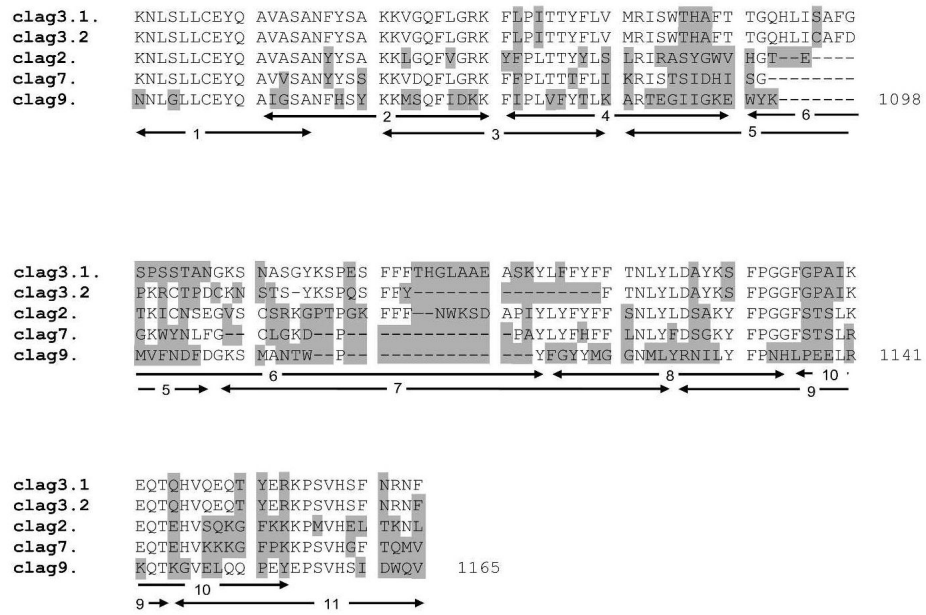 clag3.1. KNLSLLCEYQ AVASANFYSA KKVGQFLGRK FLPITTYFLV MRISWTHAFT TGQHLISAFG
clag3.2 KNLSLLCEYQ AVASANFYSA KKVGQFLGRK FLPITTYFLV MRISWTHAFT TGQHLICAFD
clag2. KNLSLLCEYQ AVASANYYSA KKLGQFVGRK YFPLTTYLS LRIRASYGWV HGT--E----
clag7. KNLSLLCEYQ AVVSANYYSS KKVDQFLGRK FFPLTTTFLI KRISTSIDHI SG-----
clag9. NNLGLLCEYQ AIGSANFHSY KKMSQFIDKK FIPLVFYTLK ARTEGIIGKE WYK------- 1098
2 4 6
1 3 5
clag3.1. SPSSTANGKS NASGYKSPES FFFTHGLAAE ASKYLFFYFF TNLYLDAYKS FPGGFGPAIK
clag3.2 PKRCTPDCKN STS-YKSPQS FFY------- ---------F TNLYLDAYKS FPGGFGPAIK
clag2. TKICNSEGVS CSRKGPTPGK FFF--NWKSD APIYLYFYFF SNLYLDSAKY FPGGFSTSLK
clag7. GKWYNLFG-- CLGKD--P-- ---------- -PAYLYFHFF LNLYFDSGKY FPGGFSTSLR
clag9. MVFNDFDGKS MANTW--P-- ---------- ---YFGYYMG GNMLYRNILY FPNHLPEELR 1141
6 8 10
5 7 9
clag3.1 EQTQHVQEQT YERKPSVHSF NRNF
clag3.2 EQTQHVQEQT YERKPSVHSF NRNF
clag2. EQTEHVSQKG FKKKPMVHEL TKNL
clag7. EQTEHVKKKG FPKKPSVHGF TQMV
clag9. KQTKGVELQQ PEYEPSVHSI DWQV 1165
10
9 11